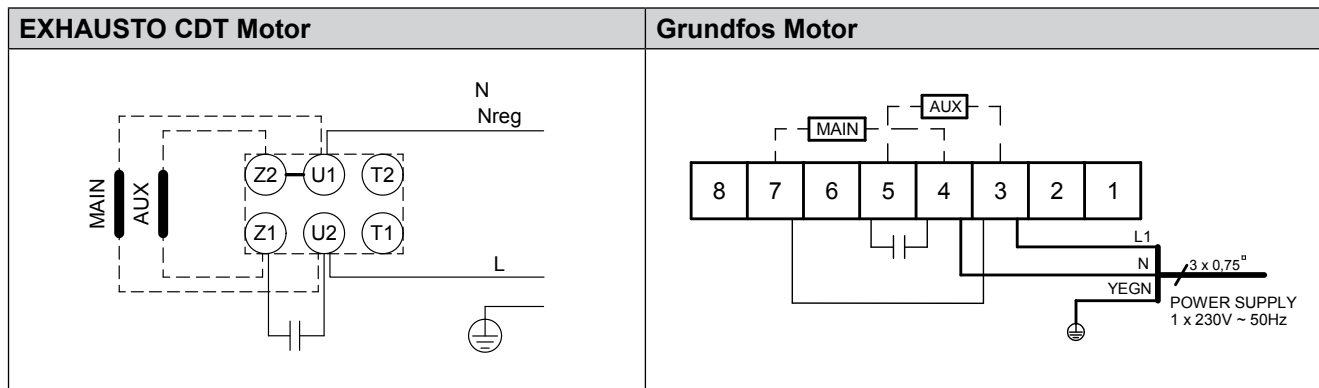 EXHAUSTO CDT Motor
Grundfos Motor
N
Nreg
Z2 U1 T2
MAIN
AUX
Z1 U2 T1
L
AUX
MAIN
8 7 6 5 4 3 2 1
L1
N
3 x 0,75□
YEGN
POWER SUPPLY
1 x 230V ~ 50Hz